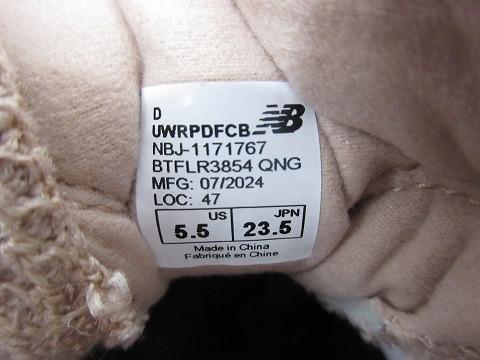 D
UWRPDFCB
NBJ-1171767
BTFLR3854 QNG
MFG: 07/2024
LOC: 47
US JPN
5.5 23.5
Made in China
Fabriqué en Chine